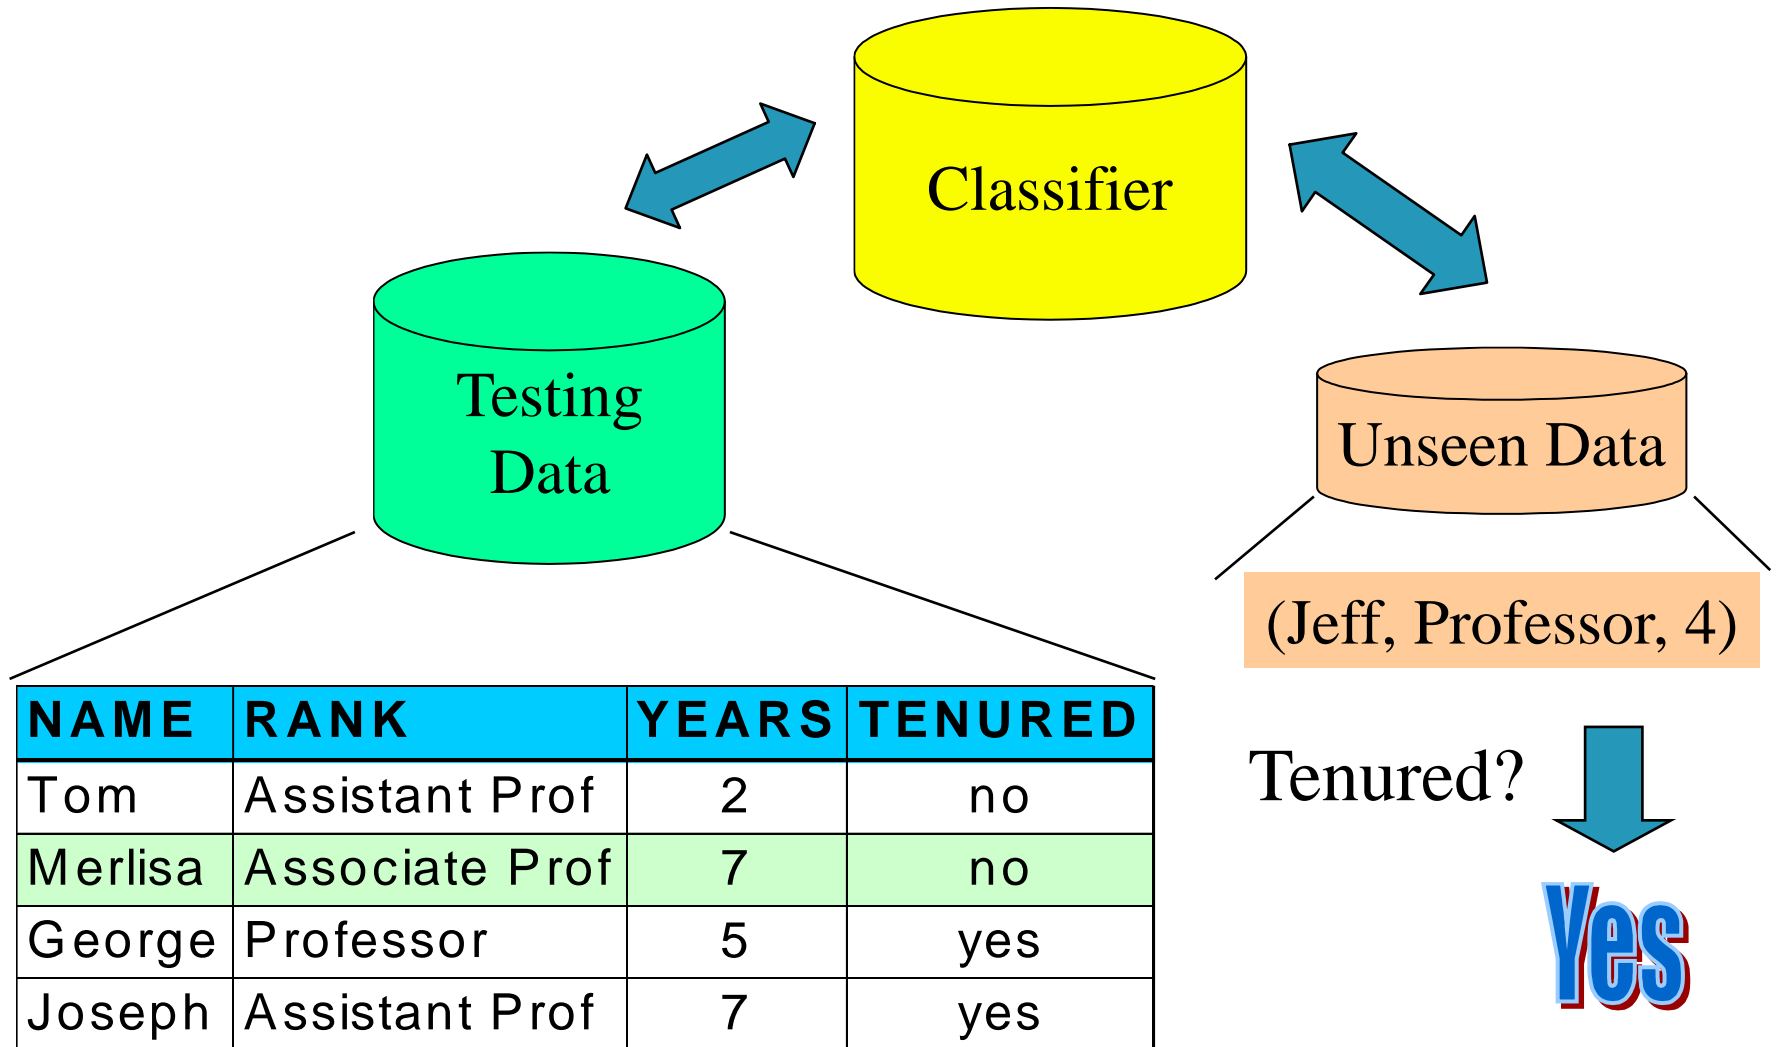 Classifier
Testing
Data
Unseen Data
(Jeff, Professor, 4)
NAME RANK YEARS TENURED
Tom Assistant Prof 2 no
Merlisa Associate Prof 7 no
George Professor 5 yes
Joseph Assistant Prof 7 yes
Tenured?
Yes